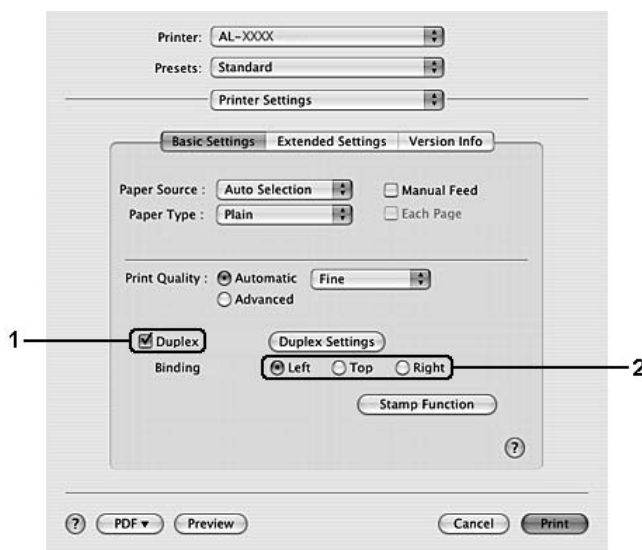 Printer: AL-XXXX
Presets: Standard
Printer Settings
Basic Settings Extended Settings Version Info
Paper Source : Auto Selection Manual Feed
Paper Type : Plain Each Page
Print Quality : Automatic Fine
Advanced
1 Duplex Duplex Settings
Binding Left Top Right 2
Stamp Function
?
? PDF ▼ Preview Cancel Print